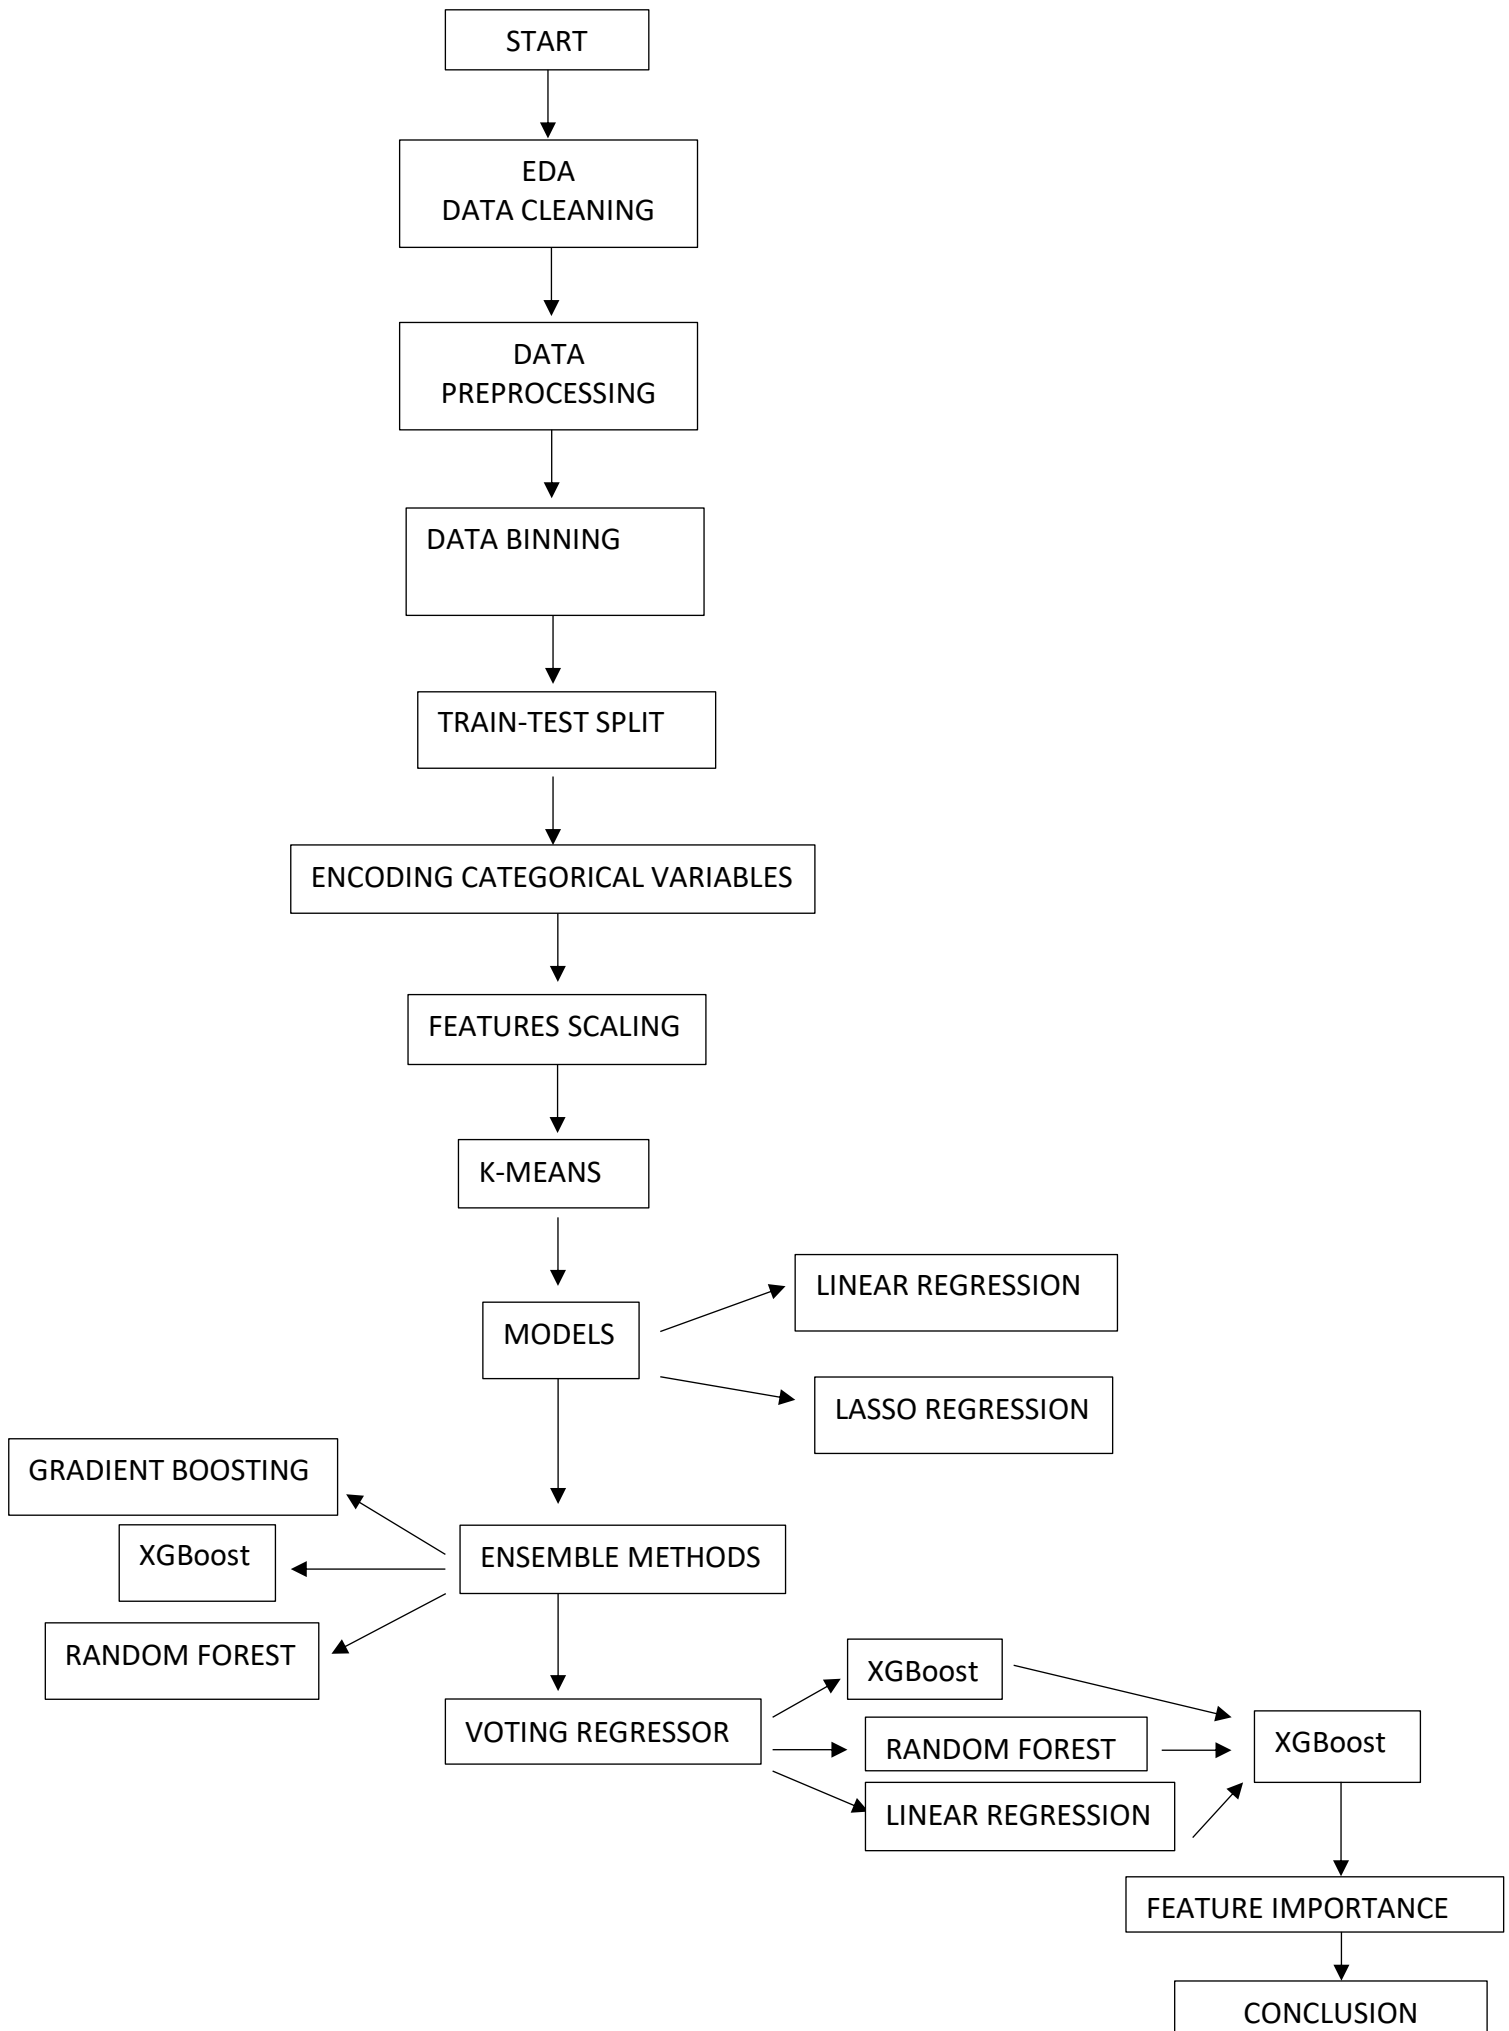 START
EDA
DATA CLEANING
DATA
PREPROCESSING
DATA BINNING
TRAIN-TEST SPLIT
ENCODING CATEGORICAL VARIABLES
FEATURES SCALING
K-MEANS
LINEAR REGRESSION
MODELS
LASSO REGRESSION
GRADIENT BOOSTING
XGBoost
ENSEMBLE METHODS
RANDOM FOREST
XGBoost
VOTING REGRESSOR
RANDOM FOREST
XGBoost
LINEAR REGRESSION
FEATURE IMPORTANCE
CONCLUSION